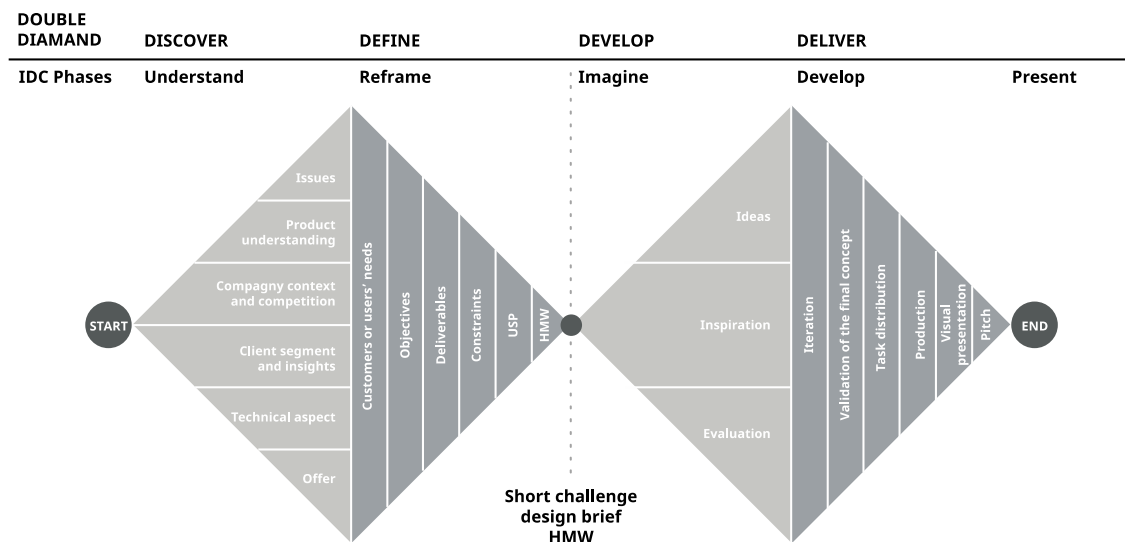 DOUBLE
DIAMAND
DISCOVER
DEFINE
DEVELOP
DELIVER
IDC Phases
Understand
Reframe
Imagine
Develop
Present
START
Issues
Product
understanding
Compagny context
and competition
Client segment
and insights
Technical aspect
Offer
Customers or users’ needs
Objectives
Deliverables
Constraints
USP
HMW
Short challenge
design brief
HMW
Ideas
Inspiration
Evaluation
Iteration
Validation of the final concept
Task distribution
Production
Visual
presentation
Pitch
END